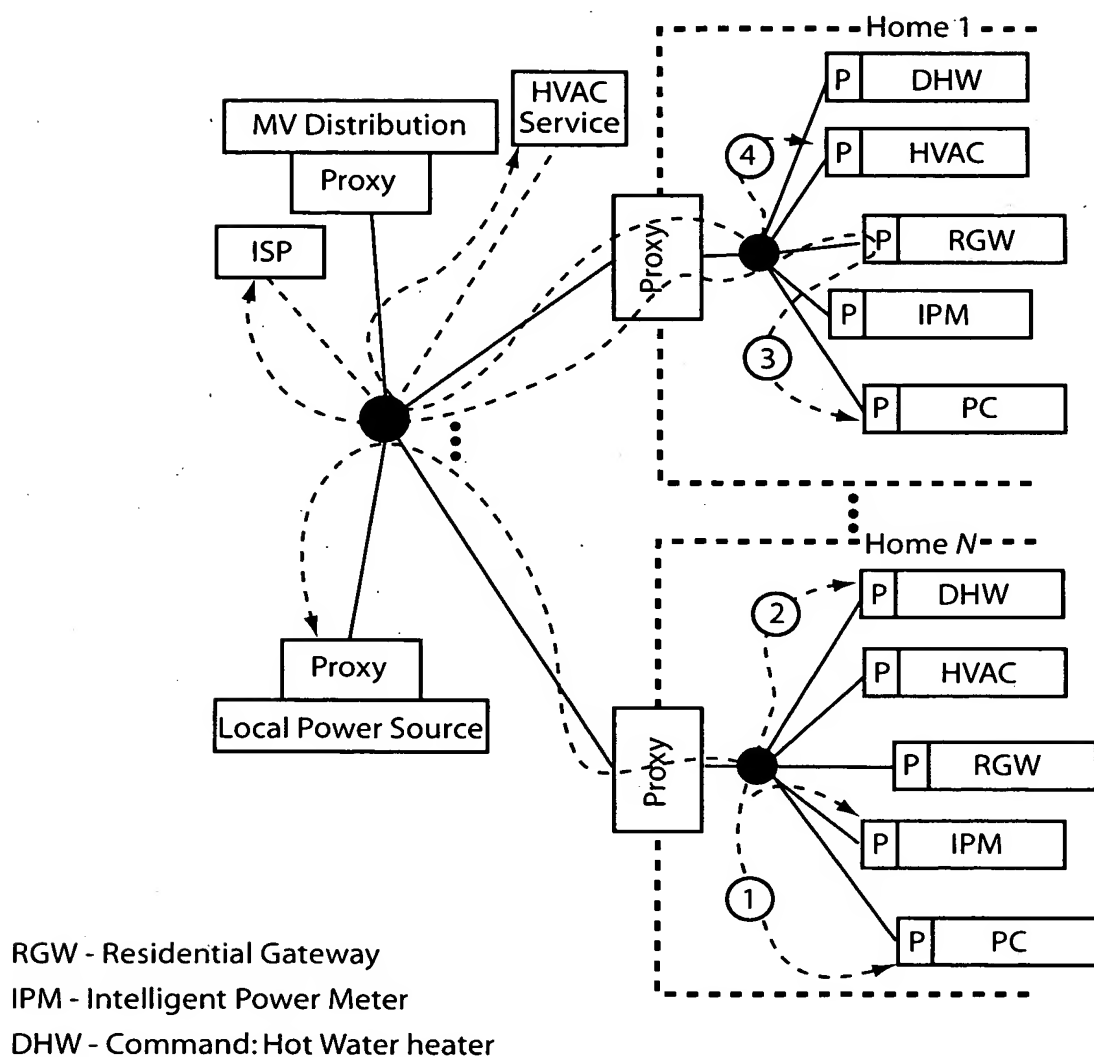 Home 1
P DHW
HVAC
Service
MV Distribution
Proxy
4
P HVAC
Proxy
ISP
P RGW
P IPM
3
P PC
Home N
P DHW
2
Proxy
P HVAC
Local Power Source
Proxy
P RGW
P IPM
1
P PC
RGW - Residential Gateway
IPM - Intelligent Power Meter
DHW - Command: Hot Water heater